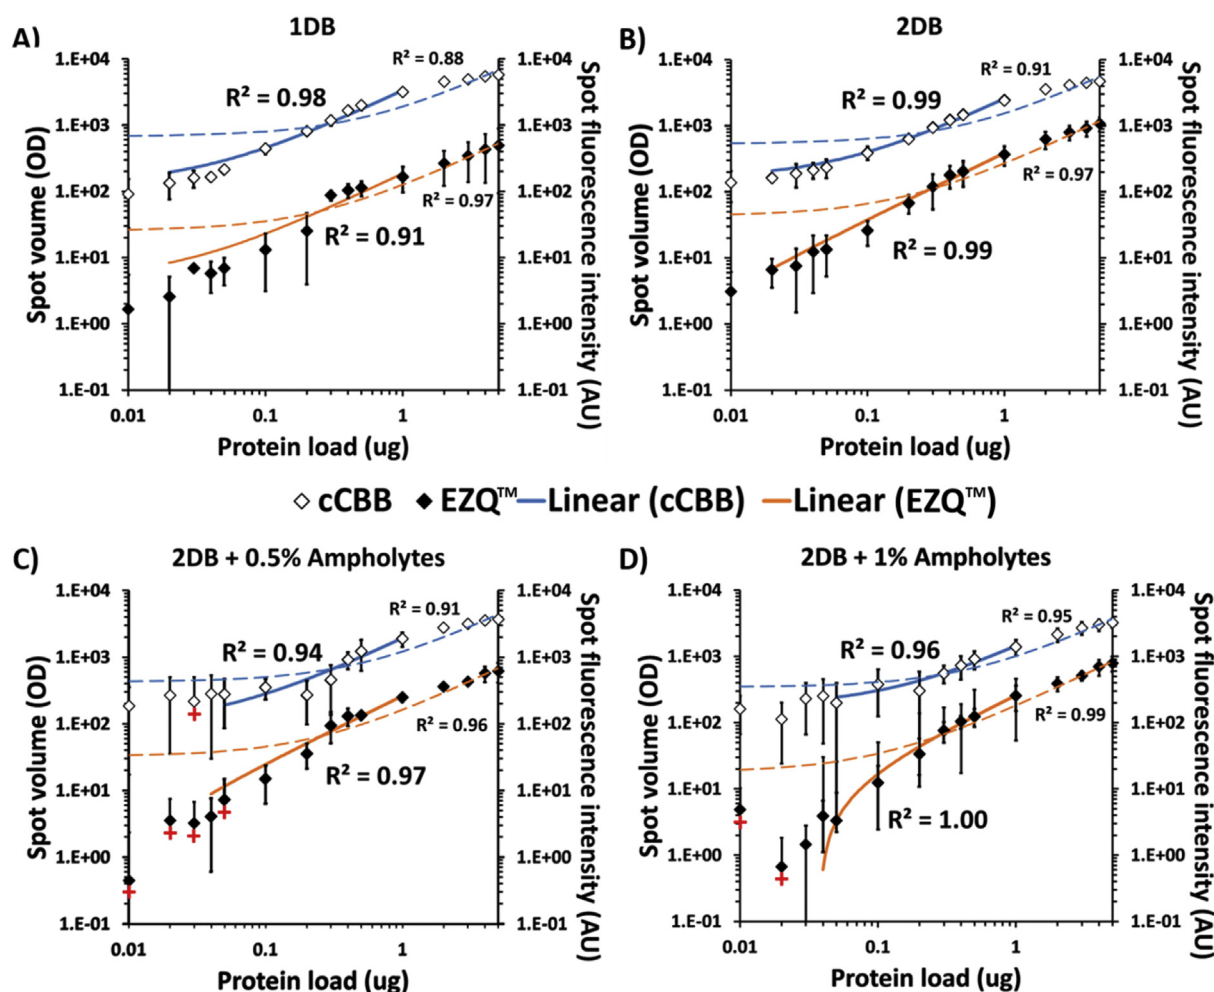 A)
1DB
1.E+04
1.E+03
1.E+02
1.E+01
1.E+00
1.E-01
Spot voume (OD)
R² = 0.98
R² = 0.88
R² = 0.91
R² = 0.97
1.E+04
1.E+03
1.E+02
1.E+01
1.E+00
1.E-01
Spot fluorescence intensity (AU)
0.01 0.1 1
Protein load (ug)
B)
2DB
1.E+04
1.E+03
1.E+02
1.E+01
1.E+00
1.E-01
Spot volume (OD)
R² = 0.99
R² = 0.91
R² = 0.99
R² = 0.97
1.E+04
1.E+03
1.E+02
1.E+01
1.E+00
1.E-01
Spot fluorescence intensity (AU)
0.01 0.1 1
Protein load (ug)
cCBB EZQ™ Linear (cCBB) Linear (EZQ™)
C)
2DB + 0.5% Ampholytes
1.E+04
1.E+03
1.E+02
1.E+01
1.E+00
1.E-01
Spot volume (OD)
R² = 0.94
R² = 0.91
R² = 0.97
R² = 0.96
1.E+04
1.E+03
1.E+02
1.E+01
1.E+00
1.E-01
Spot fluorescence intensity (AU)
0.01 0.1 1
Protein load (ug)
D)
2DB + 1% Ampholytes
1.E+04
1.E+03
1.E+02
1.E+01
1.E+00
1.E-01
Spot volume (OD)
R² = 0.96
R² = 0.95
R² = 1.00
R² = 0.99
1.E+04
1.E+03
1.E+02
1.E+01
1.E+00
1.E-01
Spot fluorescence intensity (AU)
0.01 0.1 1
Protein load (ug)